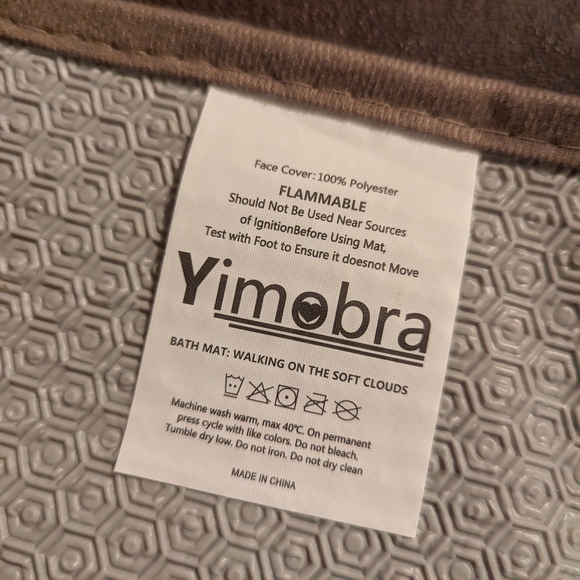 Face Cover:100% Polyester
FLAMMABLE
Should Not Be Used Near Sources
of IgnitionBefore Using Mat,
Test with Foot to Ensure it doesnot Move
Yimobra
BATH MAT: WALKING ON THE SOFT CLOUDS
Machine wash warm, max 40℃. On permanent
press cycle with like colors. Do not bleach.
Tumble dry low. Do not iron. Do not dry clean
MADE IN CHINA